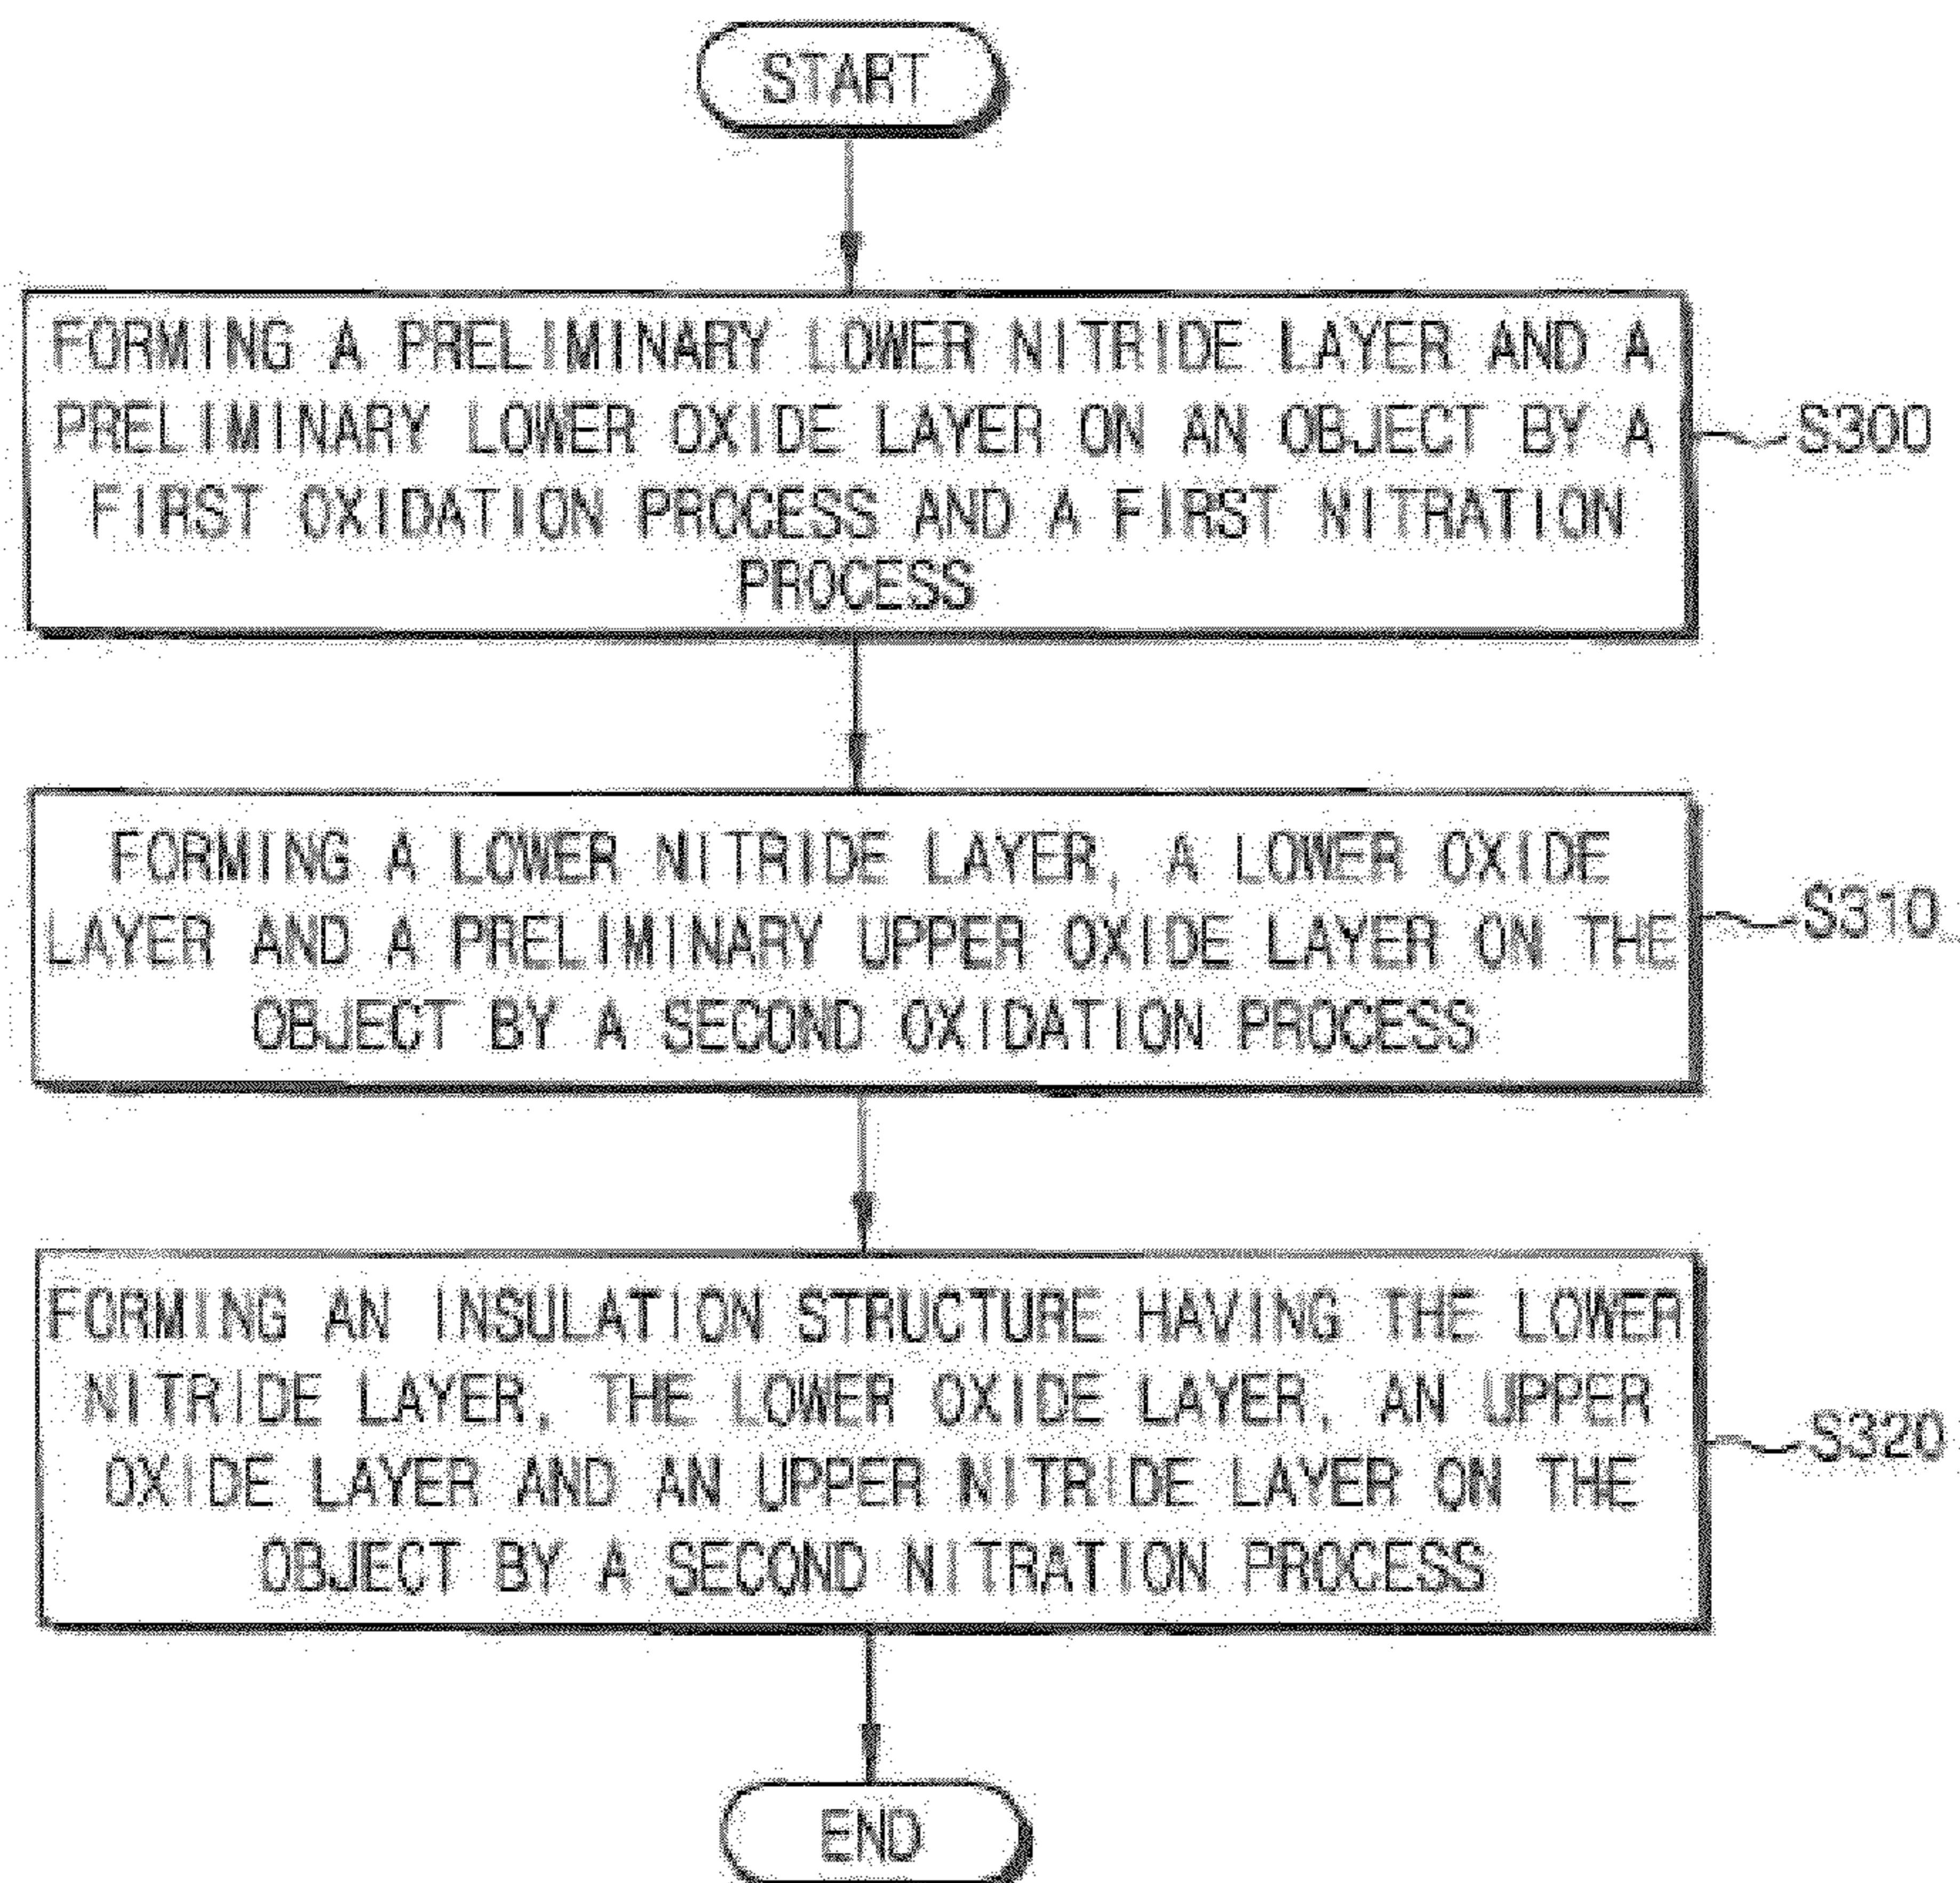 START
FORMING A PRELIMINARY LOWER NITRIDE LAYER AND A
PRELIMINARY LOWER OXIDE LAYER ON AN OBJECT BY A
FIRST OXIDATION PROCESS AND A FIRST NITRATION
PROCESS
S300
FORMING A LOWER NITRIDE LAYER, A LOWER OXIDE
LAYER AND A PRELIMINARY UPPER OXIDE LAYER ON THE
OBJECT BY A SECOND OXIDATION PROCESS
S310
FORMING AN INSULATION STRUCTURE HAVING THE LOWER
NITRIDE LAYER, THE LOWER OXIDE LAYER, AN UPPER
OXIDE LAYER AND AN UPPER NITRIDE LAYER ON THE
OBJECT BY A SECOND NITRATION PROCESS
S320
END